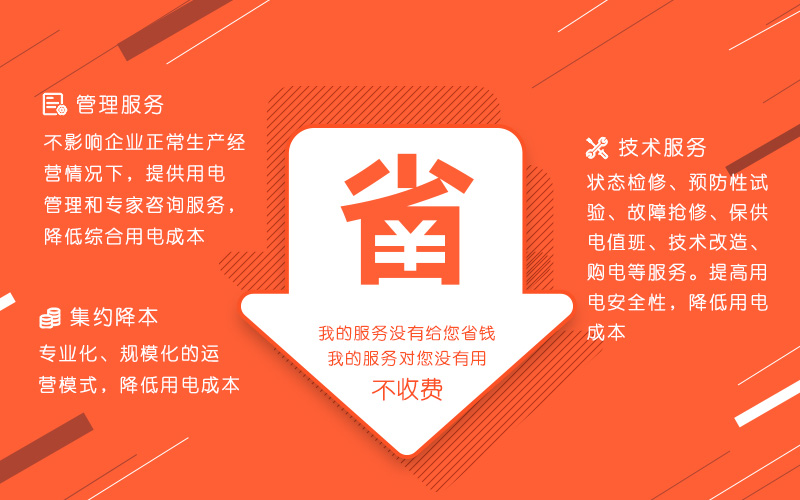 管理服务
不影响企业正常生产经
营情况下，提供用电
管理和专家咨询服务，
降低综合用电成本
集约降本
专业化、规模化的运
营模式，降低用电成本
省
我的服务没有给您省钱
我的服务对您没有用
不收费
技术服务
状态检修、预防性试
验、故障抢修、保供
电值班、技术改造、
购电等服务。提高用
电安全性，降低用电
成本